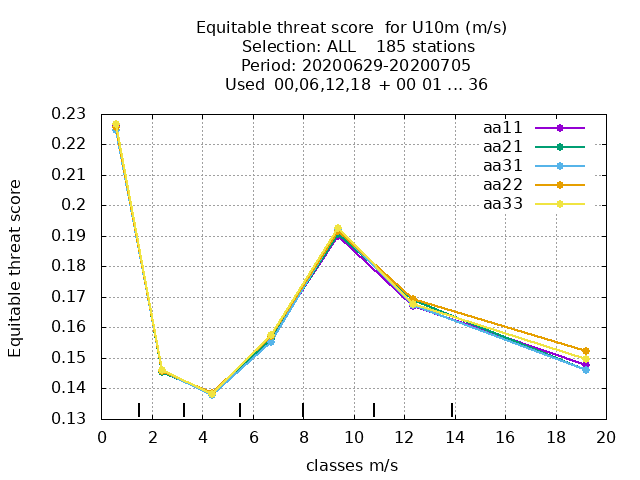 Equitable threat score  for U10m (m/s)
Selection: ALL    185 stations
Period: 20200629-20200705
Used  00,06,12,18  + 00 01 ... 36
0.23
0.22
0.21
0.2
0.19
0.18
0.17
0.16
0.15
0.14
0.13
Equitable threat score
aa11
aa21
aa31
aa22
aa33
0 2 4 6 8 10 12 14 16 18 20
classes m/s